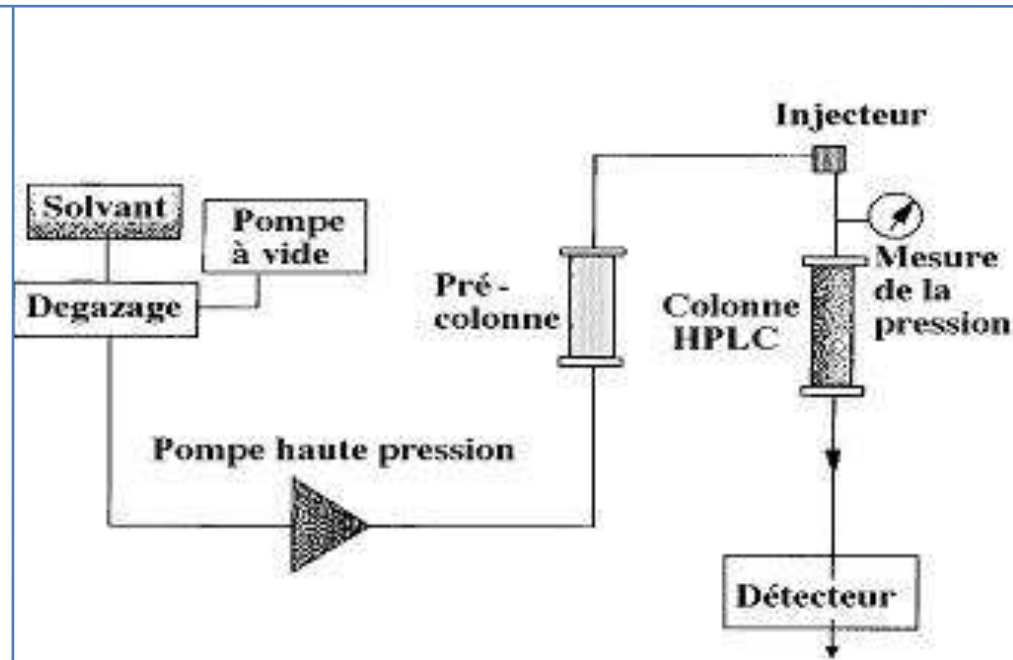 Injecteur
Solvant
Pompe
à vide
Degazage
Pré-
colonne
Colonne
HPLC
Mesure
de la
pression
Pompe haute pression
Détecteur